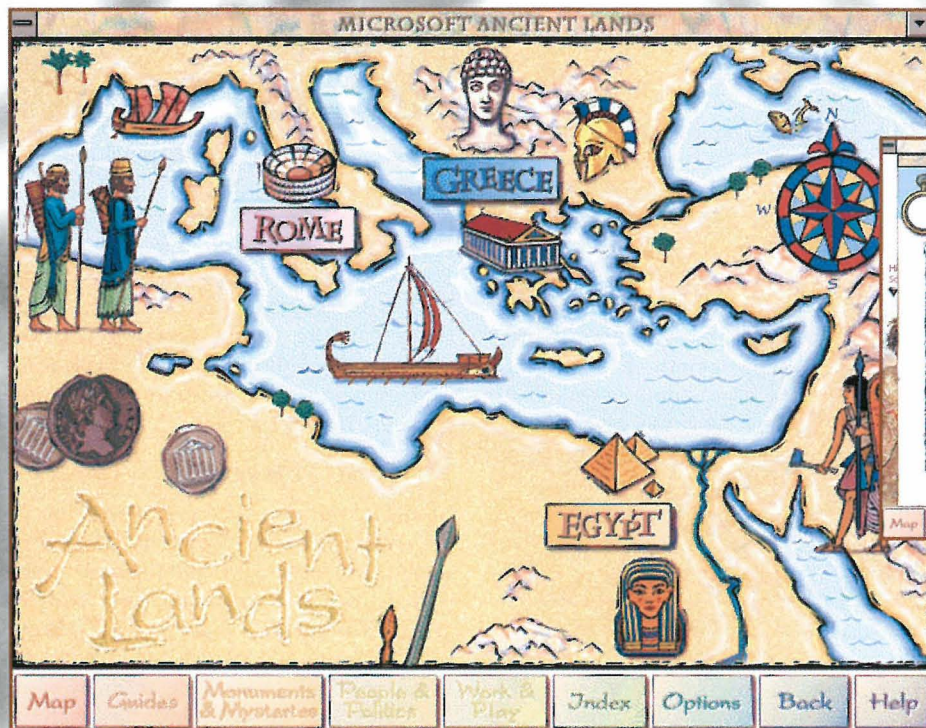 MICROSOFT ANCIENT LANDS
N
GREECE
W
ROME
S
EGYPT
Map
Ancient
Lands
Map
Guides
Monuments
& Mysteries
People &
Politics
Work &
Play
Index
Options
Back
Help